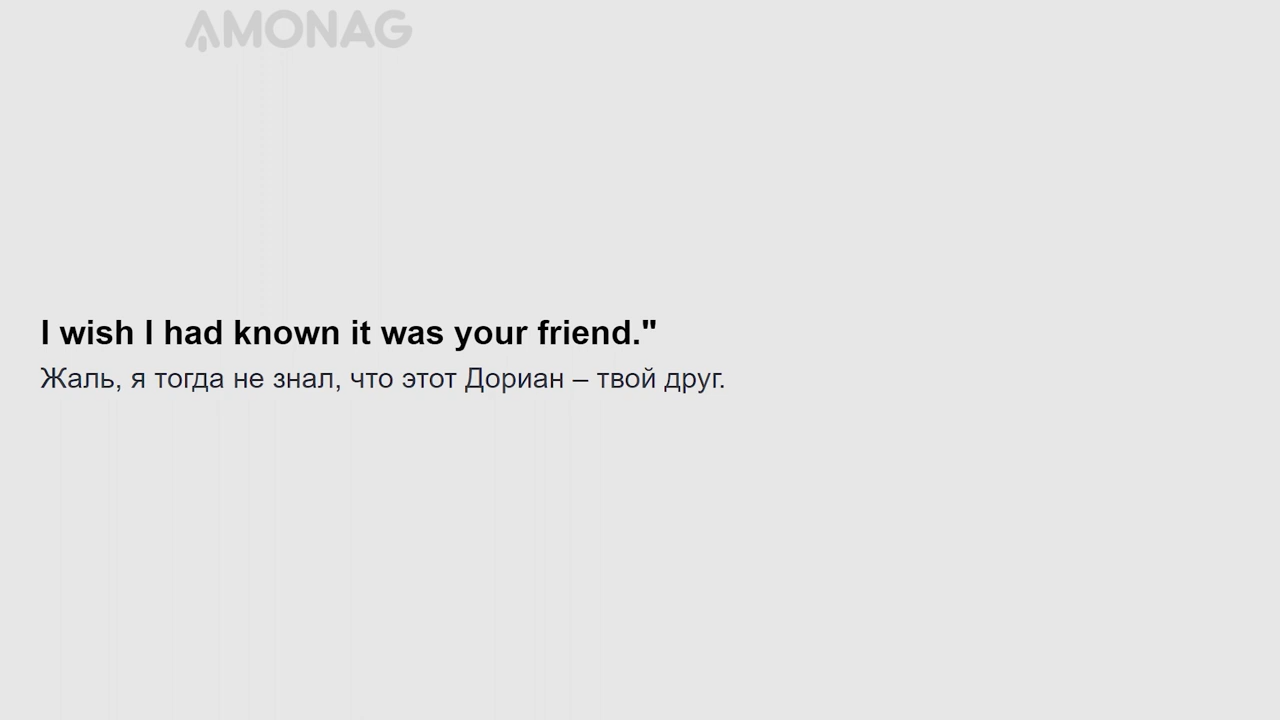 AMONAG
I wish I had known it was your friend."
Жаль, я тогда не знал, что этот Дориан – твой друг.